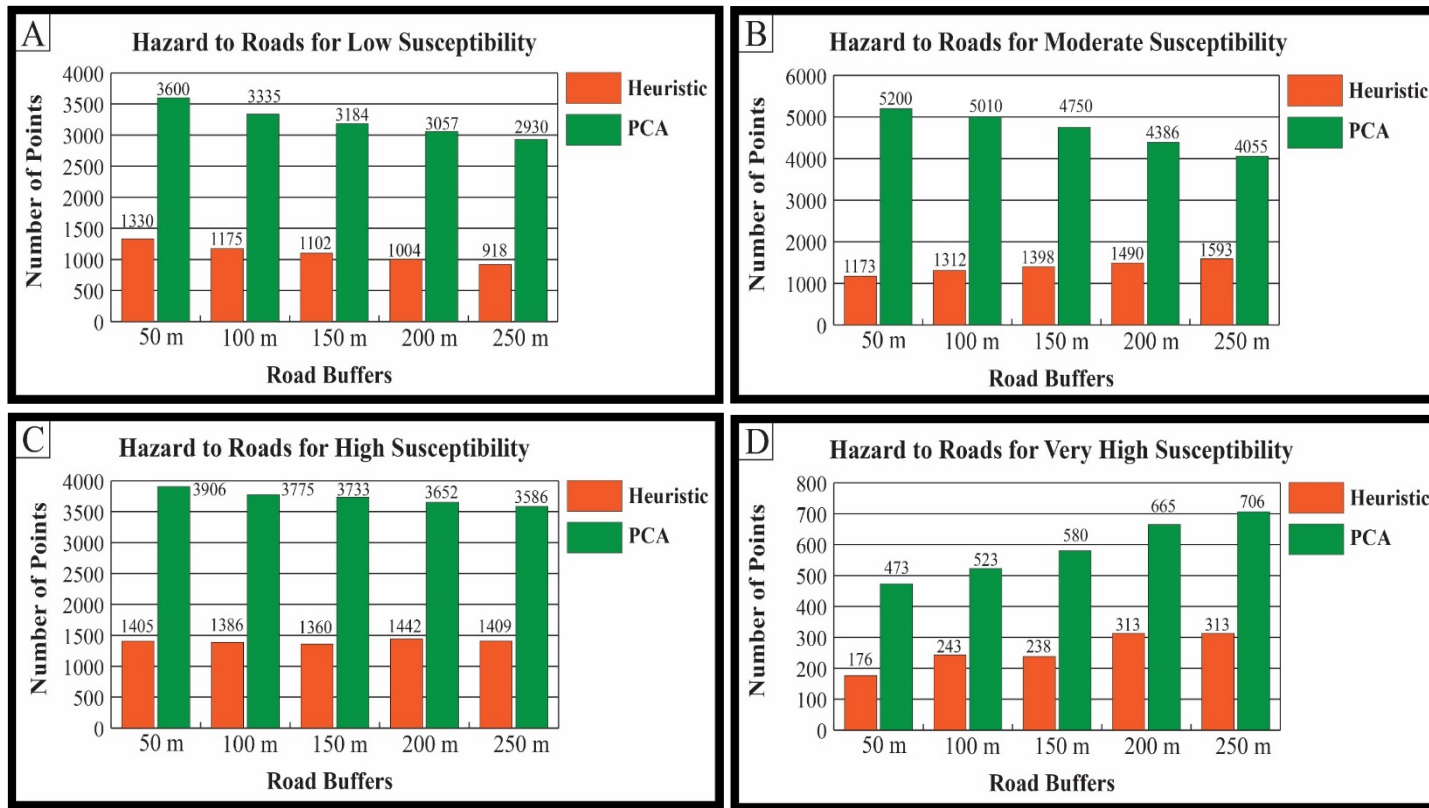 A
Hazard to Roads for Low Susceptibility
Number of Points
4000
3500
3000
2500
2000
1500
1000
500
0
3600
3335
3184
3057
2930
1330
1175
1102
1004
918
50 m
100 m
150 m
200 m
250 m
Road Buffers
Heuristic
PCA
B
Hazard to Roads for Moderate Susceptibility
Number of Points
6000
5000
4000
3000
2000
1000
0
5200
5010
4750
4386
4055
1173
1312
1398
1490
1593
50 m
100 m
150 m
200 m
250 m
Road Buffers
Heuristic
PCA
C
Hazard to Roads for High Susceptibility
Number of Points
4000
3500
3000
2500
2000
1500
1000
500
0
3906
3775
3733
3652
3586
1405
1386
1360
1442
1409
50 m
100 m
150 m
200 m
250 m
Road Buffers
Heuristic
PCA
D
Hazard to Roads for Very High Susceptibility
Number of Points
800
700
600
500
400
300
200
100
0
473
523
580
665
706
176
243
238
313
313
50 m
100 m
150 m
200 m
250 m
Road Buffers
Heuristic
PCA